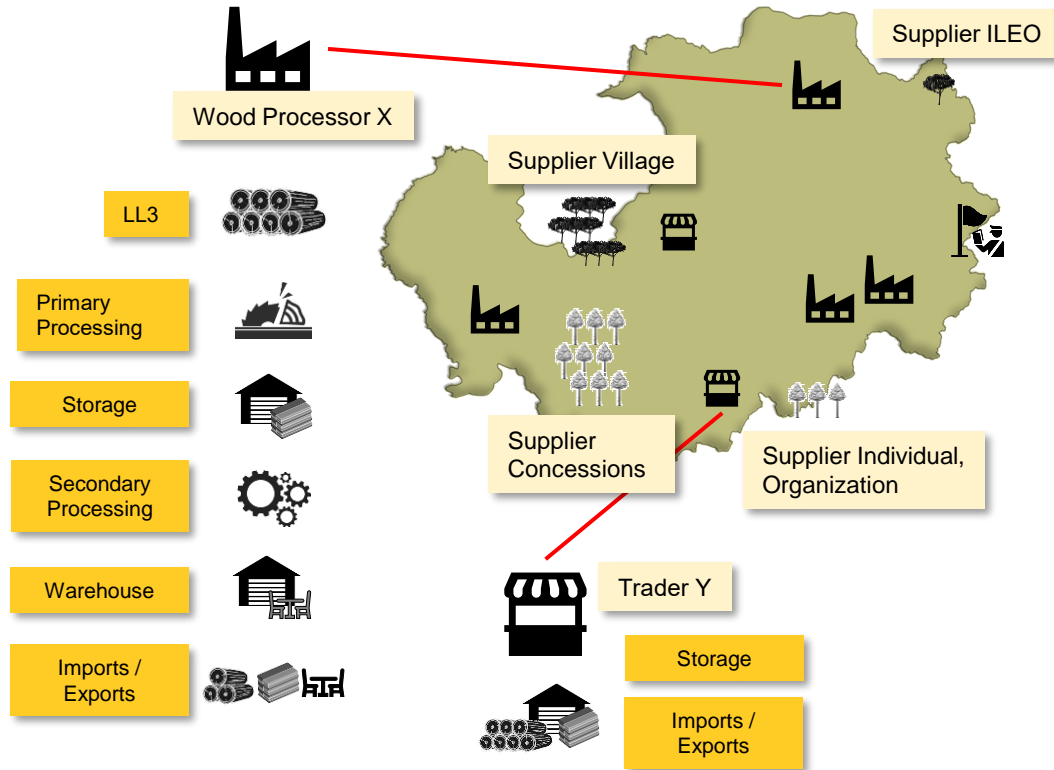 Supplier ILEO
Wood Processor X
Supplier Village
LL3
Primary
Processing
Storage
Supplier
Concessions
Supplier Individual,
Organization
Secondary
Processing
Warehouse
Trader Y
Storage
Imports /
Exports
Imports /
Exports